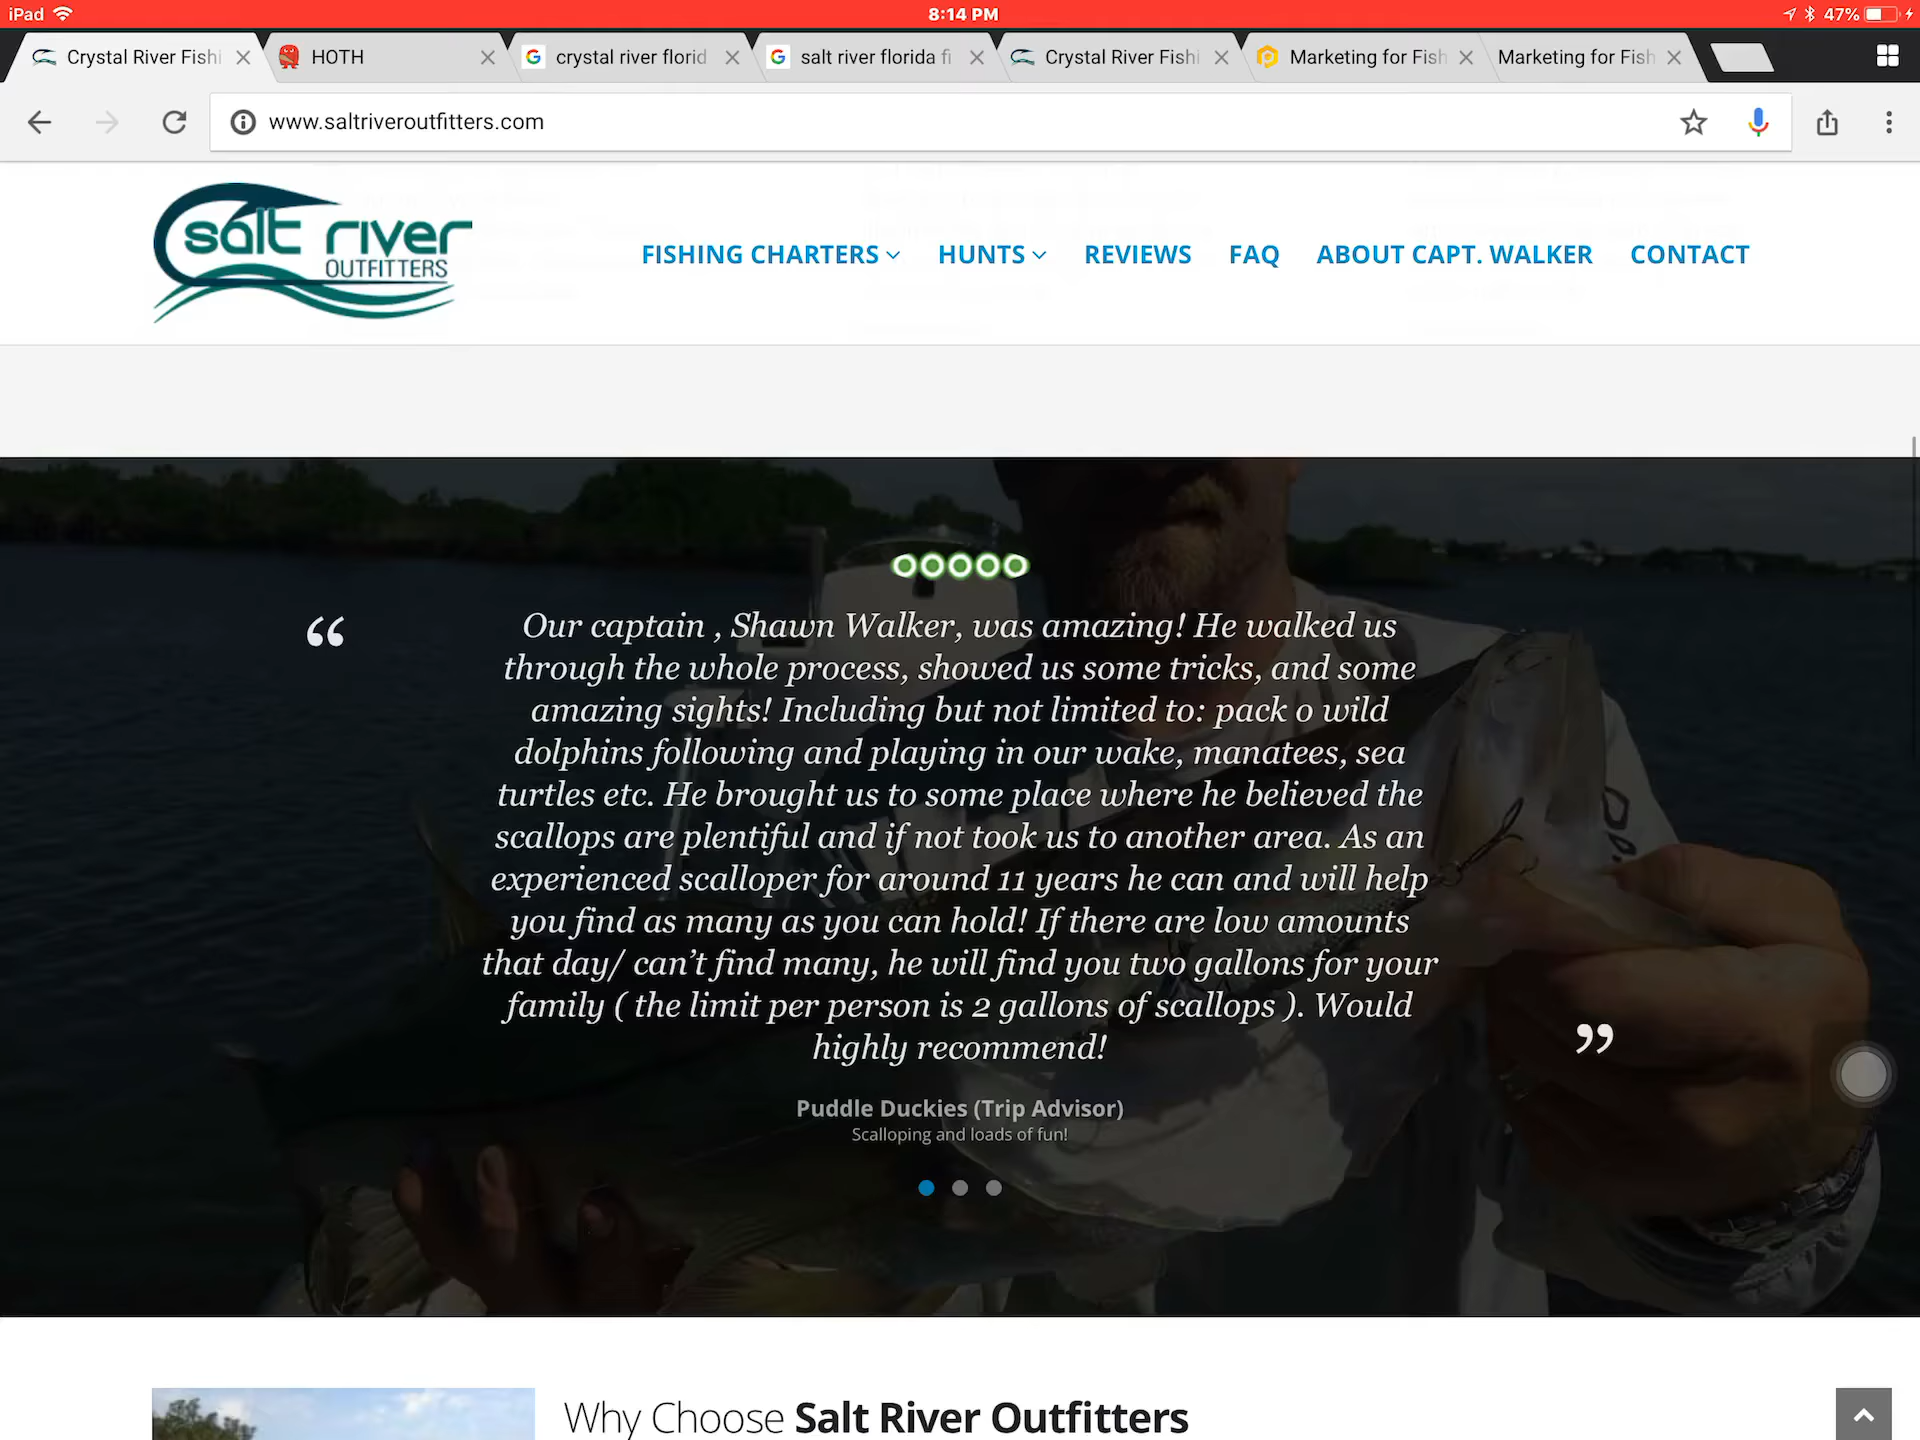 iPad
8:14 PM
47%
Crystal River Fishi
HOTH
crystal river florid
salt river florida fi
Crystal River Fishi
Marketing for Fish
Marketing for Fish
www.saltriveroutfitters.com
salt river
OUTFITTERS
FISHING CHARTERS
HUNTS
REVIEWS
FAQ
ABOUT CAPT. WALKER
CONTACT
“
Our captain , Shawn Walker, was amazing! He walked us
through the whole process, showed us some tricks, and some
amazing sights! Including but not limited to: pack o wild
dolphins following and playing in our wake, manatees, sea
turtles etc. He brought us to some place where he believed the
scallops are plentiful and if not took us to another area. As an
experienced scalloper for around 11 years he can and will help
you find as many as you can hold! If there are low amounts
that day/ can’t find many, he will find you two gallons for your
family ( the limit per person is 2 gallons of scallops ). Would
highly recommend!
”
Puddle Duckies (Trip Advisor)
Scalloping and loads of fun!
Why Choose Salt River Outfitters